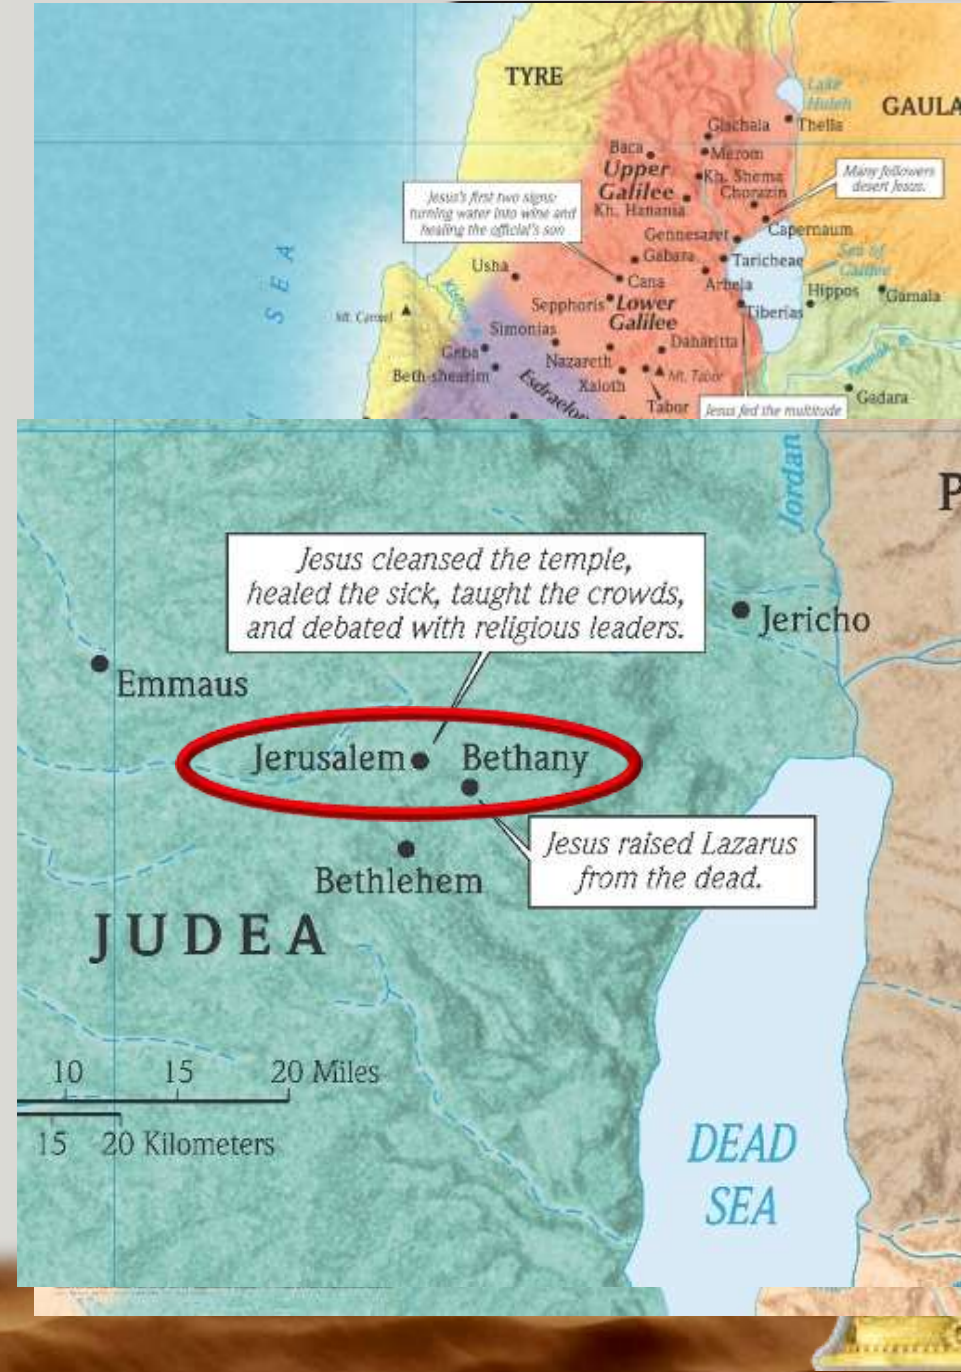 TYRE
Lake
Huleh
GAULA
Gischala
Thella
Baca
Merom
Upper
Galilee
Kh. Shema
Chorazin
Many followers
desert Jesus.
Jesus's first two signs:
turning water into wine and
healing the official's son
Kh. Hanania
Capernaum
Gennesaret
Sea of
Galilee
Gabara
Taricheae
Usha
Cana
Arbela
Hippos
Gamala
SEA
Sepphoris
Lower
Galilee
Tiberias
Mt. Carmel
Simonias
Dabaritta
Geba
Nazareth
Beth-shearim
Mt. Tabor
Xaloth
Esdraelon
Tabor
Gadara
Jesus fed the multitude
Jordan
P
Jesus cleansed the temple,
healed the sick, taught the crowds,
and debated with religious leaders.
Jericho
Emmaus
Jerusalem
Bethany
Jesus raised Lazarus
from the dead.
Bethlehem
JUDEA
10 15 20 Miles
15 20 Kilometers
DEAD
SEA